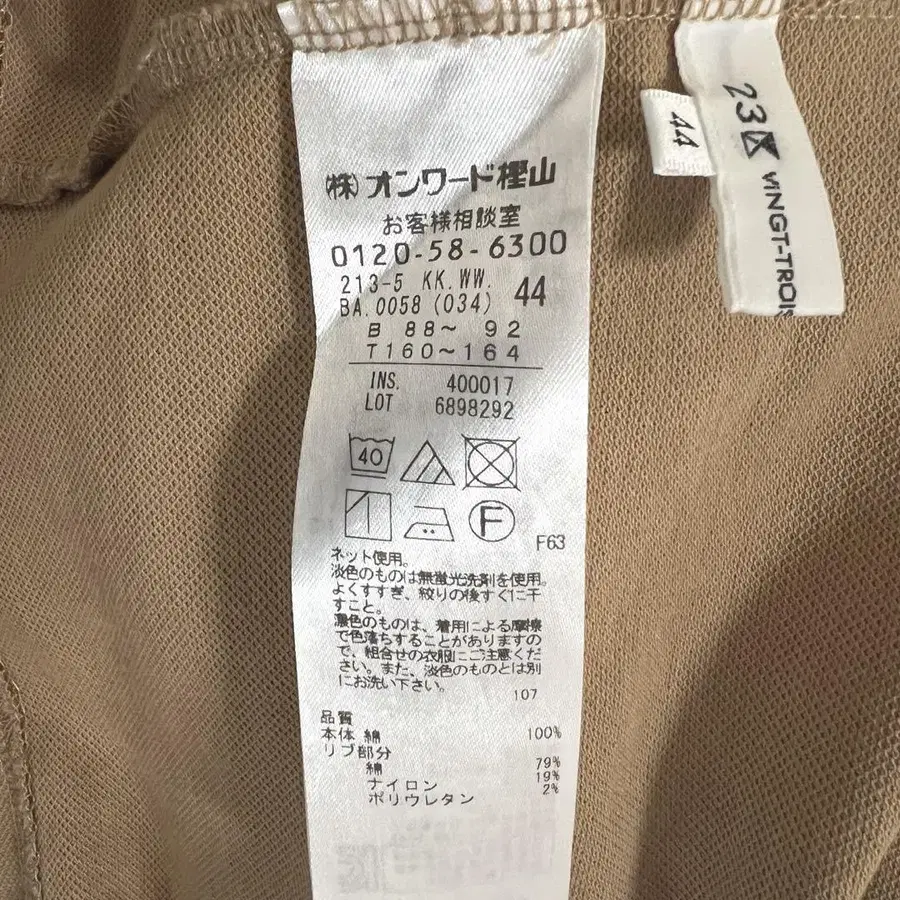 (株)オンワード樫山
お客様相談室
0120-58-6300
213-5 KK.WW.
BA.0058 (034) 44
B 88~ 92
T160~164
INS. 400017
LOT 6898292
40
F
F63
ネット使用。
淡色のものは無蛍光洗剤を使用。
よくすすぎ、絞りの後すぐに干
すこと。
濃色のものは、着用による摩擦
で色落ちすることがありますの
で、組合せの衣服にご注意くだ
さい。また、淡色のものとは別
にお洗い下さい。
107
品質
本体 綿 100%
リブ部分
綿 79%
ナイロン 19%
ポリウレタン 2%
44
23区
VINGT-TROIS